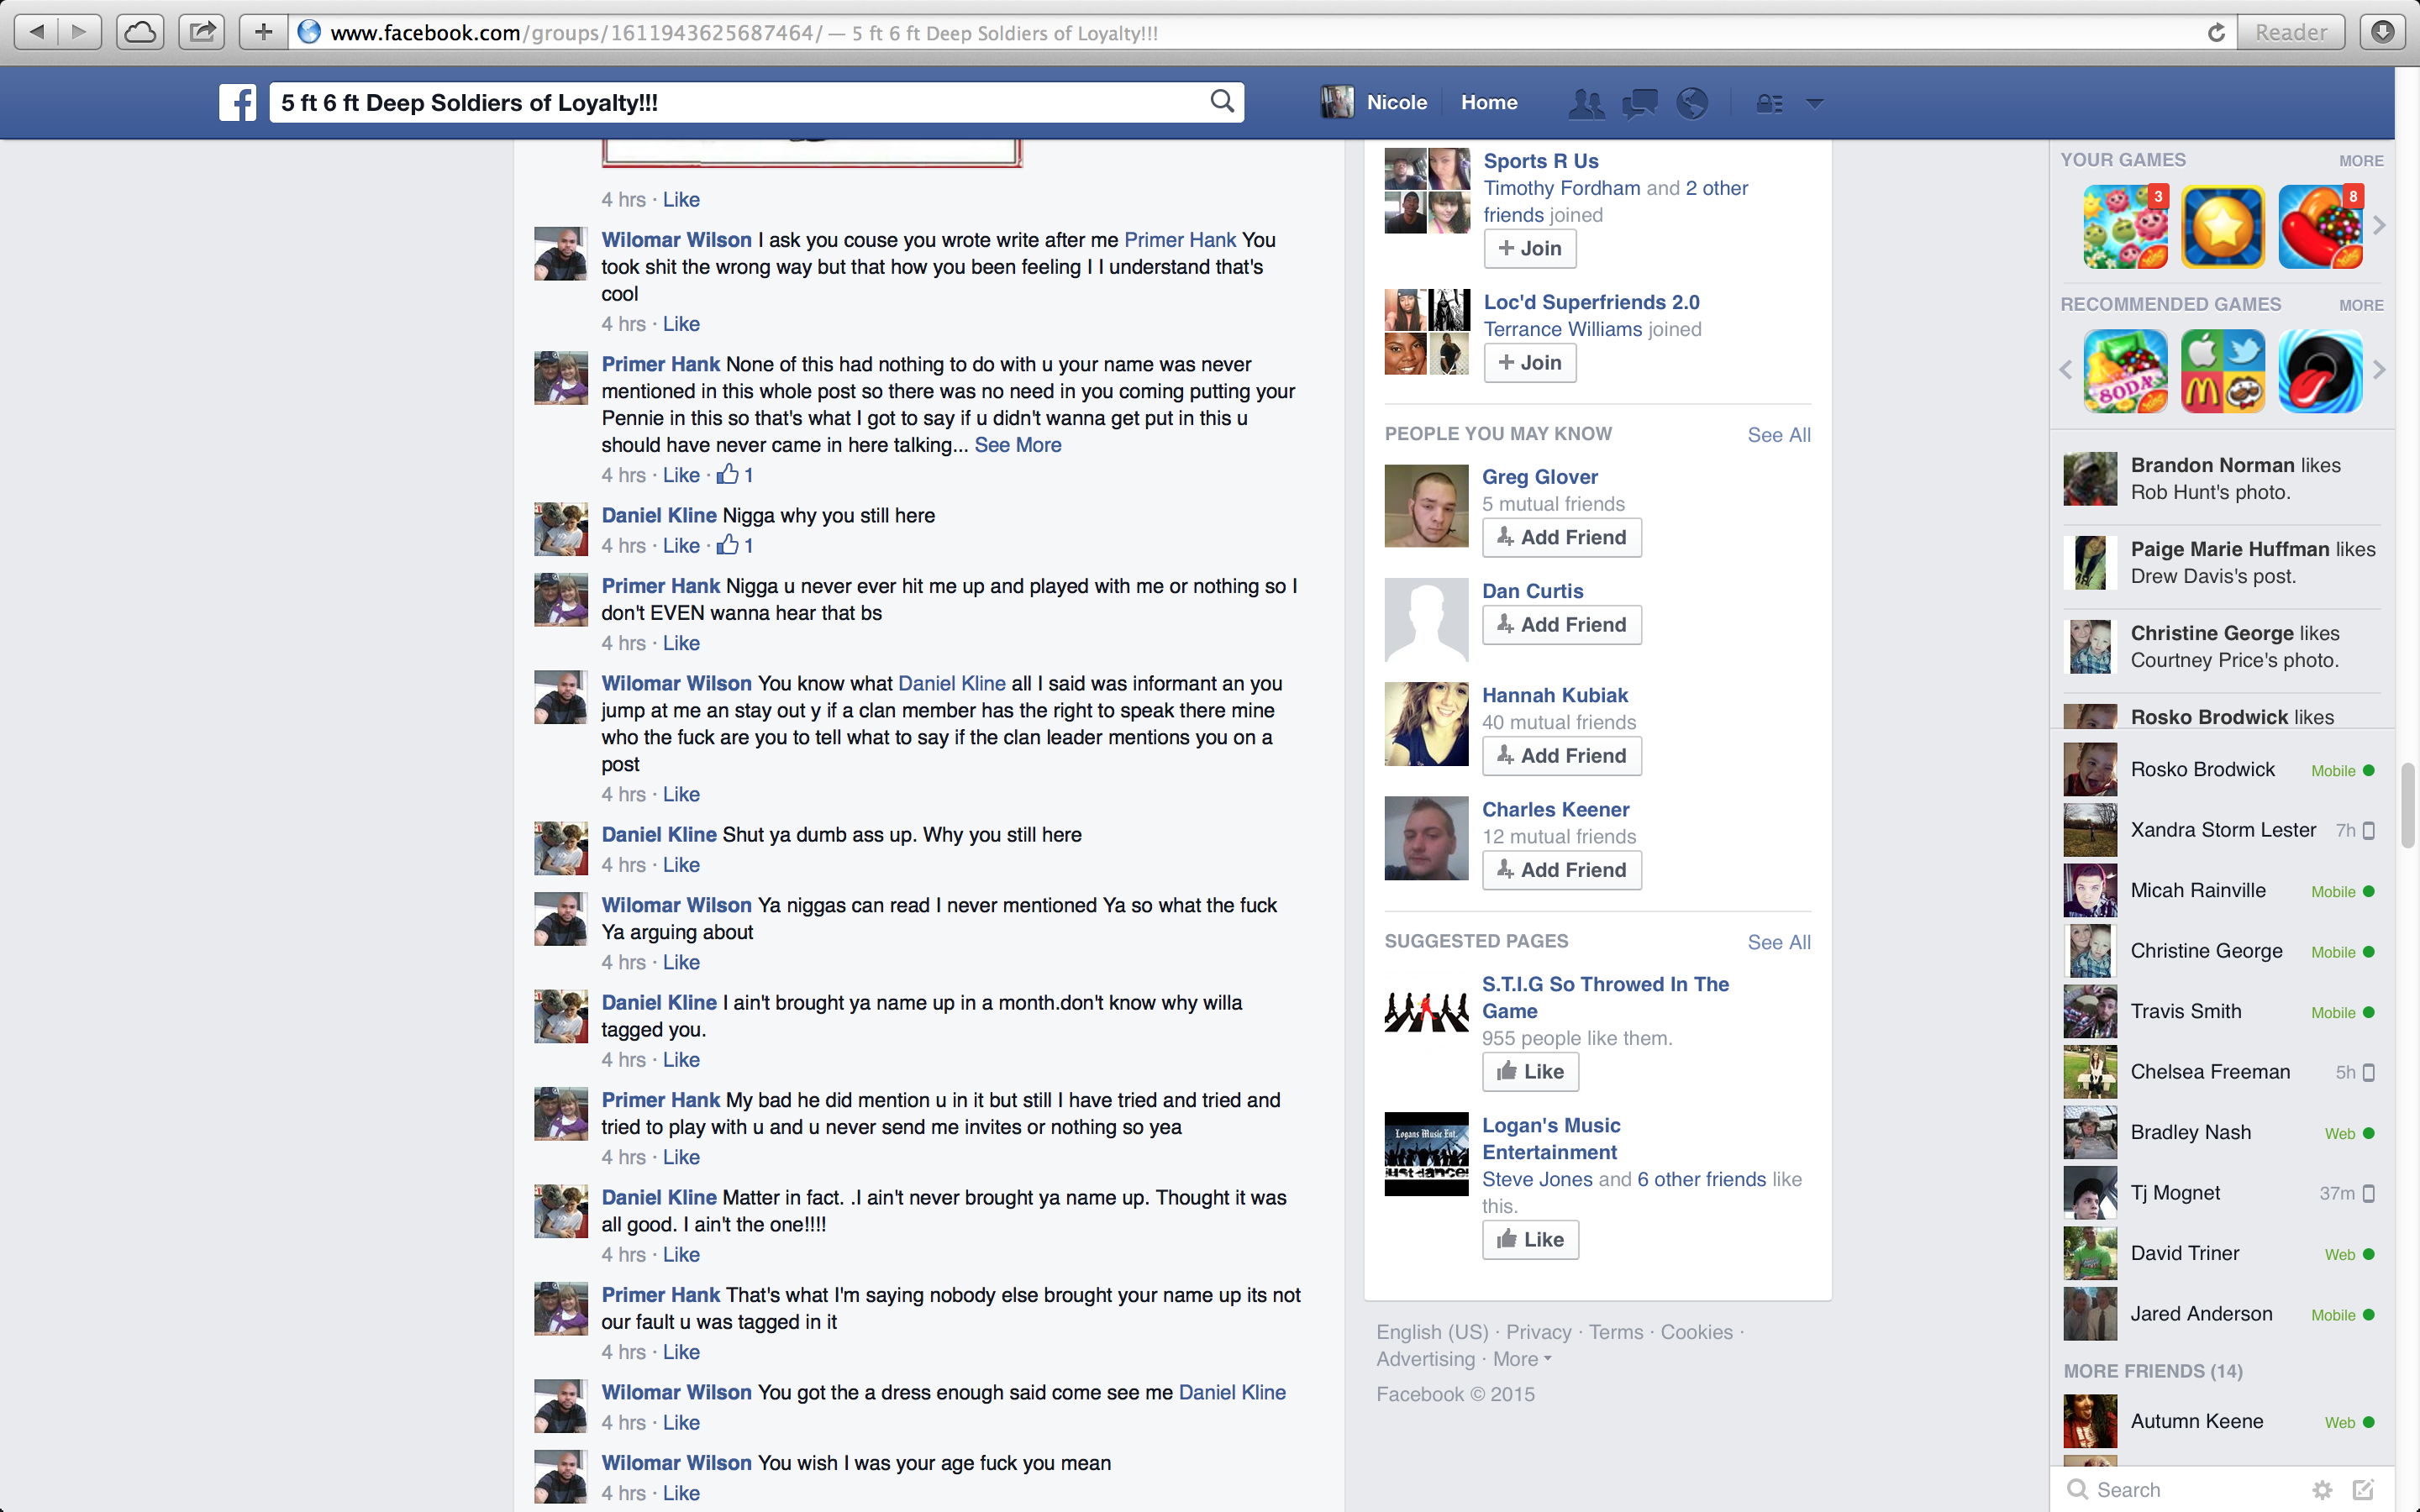 www.facebook.com/groups/1611943625687464/ — 5 ft 6 ft Deep Soldiers of Loyalty!!!
Reader
5 ft 6 ft Deep Soldiers of Loyalty!!!
Nicole
Home
4 hrs · Like
Wilomar Wilson I ask you couse you wrote write after me Primer Hank You
took shit the wrong way but that how you been feeling I I understand that's
cool
4 hrs · Like
Primer Hank None of this had nothing to do with u your name was never
mentioned in this whole post so there was no need in you coming putting your
Pennie in this so that's what I got to say if u didn't wanna get put in this u
should have never came in here talking... See More
4 hrs · Like · 1
Daniel Kline Nigga why you still here
4 hrs · Like · 1
Primer Hank Nigga u never ever hit me up and played with me or nothing so I
don't EVEN wanna hear that bs
4 hrs · Like
Wilomar Wilson You know what Daniel Kline all I said was informant an you
jump at me an stay out y if a clan member has the right to speak there mine
who the fuck are you to tell what to say if the clan leader mentions you on a
post
4 hrs · Like
Daniel Kline Shut ya dumb ass up. Why you still here
4 hrs · Like
Wilomar Wilson Ya niggas can read I never mentioned Ya so what the fuck
Ya arguing about
4 hrs · Like
Daniel Kline I ain't brought ya name up in a month.don't know why willa
tagged you.
4 hrs · Like
Primer Hank My bad he did mention u in it but still I have tried and tried and
tried to play with u and u never send me invites or nothing so yea
4 hrs · Like
Daniel Kline Matter in fact. .I ain't never brought ya name up. Thought it was
all good. I ain't the one!!!!
4 hrs · Like
Primer Hank That's what I'm saying nobody else brought your name up its not
our fault u was tagged in it
4 hrs · Like
Wilomar Wilson You got the a dress enough said come see me Daniel Kline
4 hrs · Like
Wilomar Wilson You wish I was your age fuck you mean
4 hrs · Like
Sports R Us
Timothy Fordham and 2 other
friends joined
+ Join
Loc'd Superfriends 2.0
Terrance Williams joined
+ Join
PEOPLE YOU MAY KNOW
See All
Greg Glover
5 mutual friends
Add Friend
Dan Curtis
Add Friend
Hannah Kubiak
40 mutual friends
Add Friend
Charles Keener
12 mutual friends
Add Friend
SUGGESTED PAGES
See All
S.T.I.G So Throwed In The
Game
955 people like them.
Like
Logans Music Ent.
just dance
Logan's Music
Entertainment
Steve Jones and 6 other friends like
this.
Like
English (US) · Privacy · Terms · Cookies ·
Advertising · More
Facebook © 2015
YOUR GAMES
MORE
3
8
RECOMMENDED GAMES
MORE
SODA
Brandon Norman likes
Rob Hunt's photo.
Paige Marie Huffman likes
Drew Davis's post.
Christine George likes
Courtney Price's photo.
Rosko Brodwick likes
Rosko Brodwick Mobile
Xandra Storm Lester 7h
Micah Rainville Mobile
Christine George Mobile
Travis Smith Mobile
Chelsea Freeman 5h
Bradley Nash Web
Tj Mognet 37m
David Triner Web
Jared Anderson Mobile
MORE FRIENDS (14)
Autumn Keene Web
Search